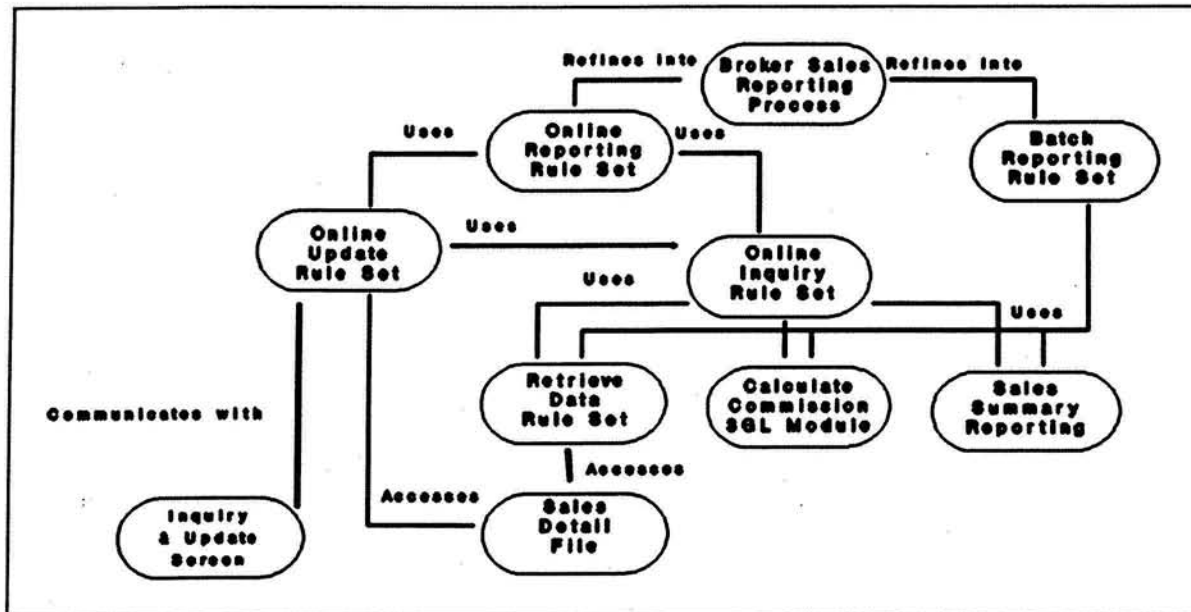 Refines into
Broker Sales
Reporting
Process
Refines into
Uses
Online
Reporting
Rule Set
Uses
Batch
Reporting
Rule Set
Online
Update
Rule Set
Uses
Online
Inquiry
Rule Set
Uses
Uses
Retrieve
Data
Rule Set
Calculate
Commission
3GL Module
Sales
Summary
Reporting
Communicates with
Accesses
Accesses
Sales
Detail
File
Inquiry
& Update
Screen